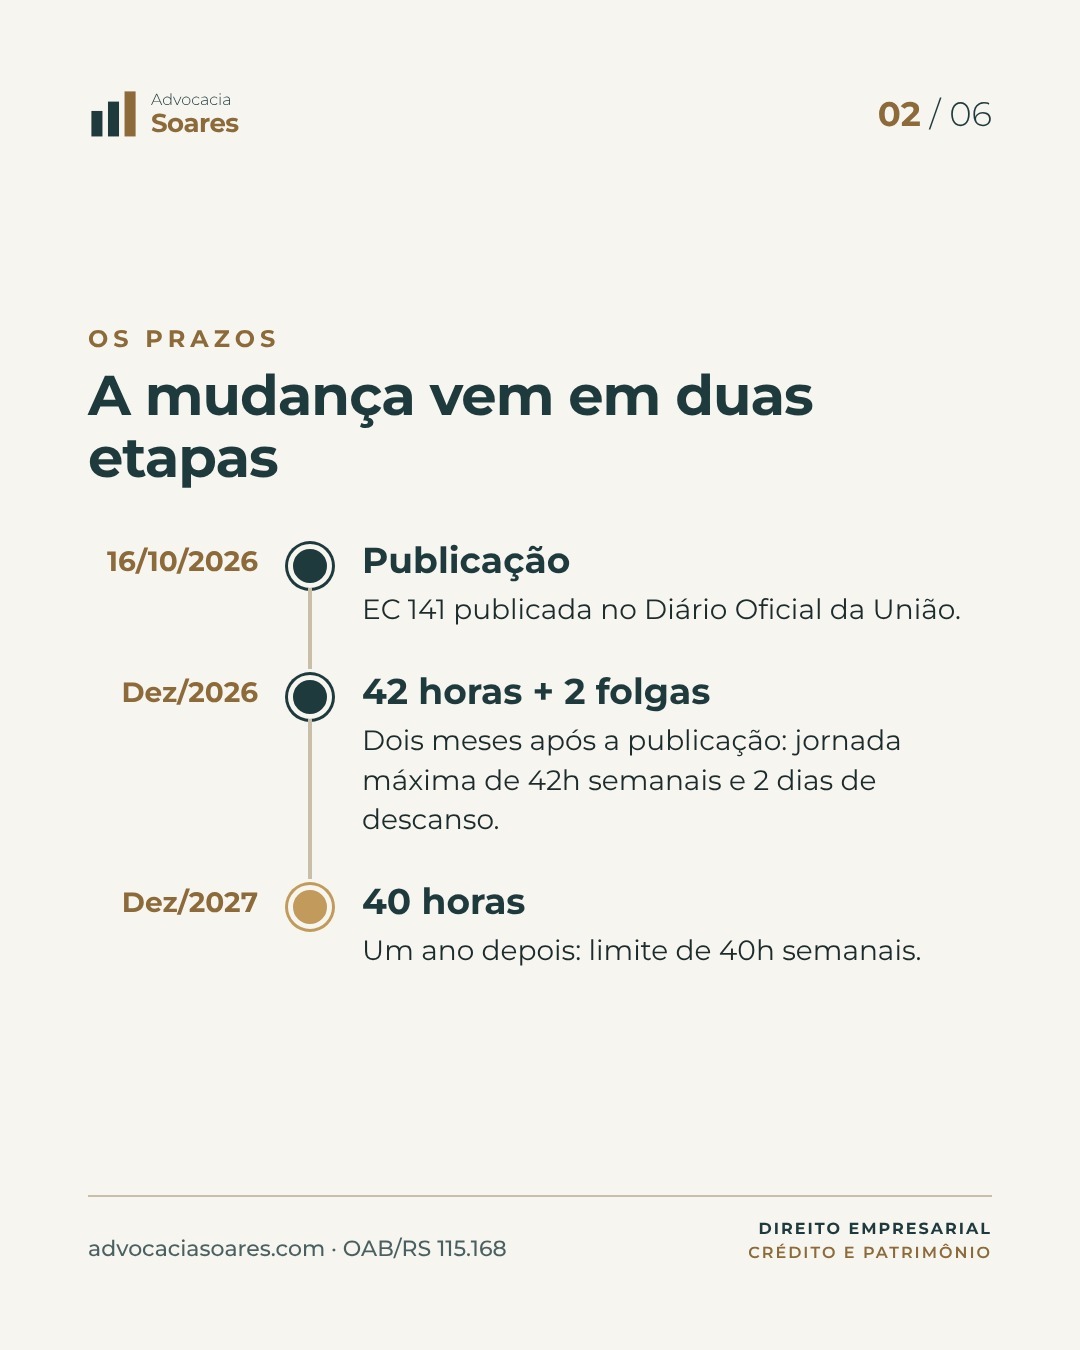 Advocacia
Soares
02 / 06
OS PRAZOS
A mudança vem em duas
etapas
16/10/2026
Publicação
EC 141 publicada no Diário Oficial da União.
Dez/2026
42 horas + 2 folgas
Dois meses após a publicação: jornada
máxima de 42h semanais e 2 dias de
descanso.
Dez/2027
40 horas
Um ano depois: limite de 40h semanais.
advocaciasoares.com · OAB/RS 115.168
DIREITO EMPRESARIAL
CRÉDITO E PATRIMÔNIO